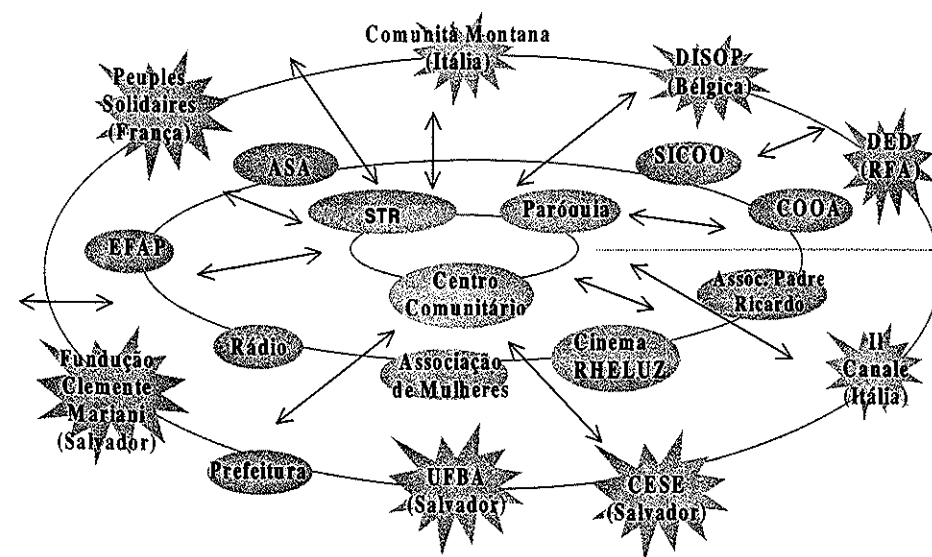 Comunità Montana
(Itália)
Peuples
Solidaires
(França)
DISOP
(Bélgica)
DED
(RFA)
ASA
SICOO
STR
Paróquia
COOA
EFAP
Centro
Comunitário
Assoc. Padre
Ricardo
Rádio
Associação
de Mulheres
Cinema
RHELUZ
Il
Canale
(Itália)
Fundução
Clemente
Mariani
(Salvador)
Prefeitura
UFBA
(Salvador)
CESE
(Salvador)